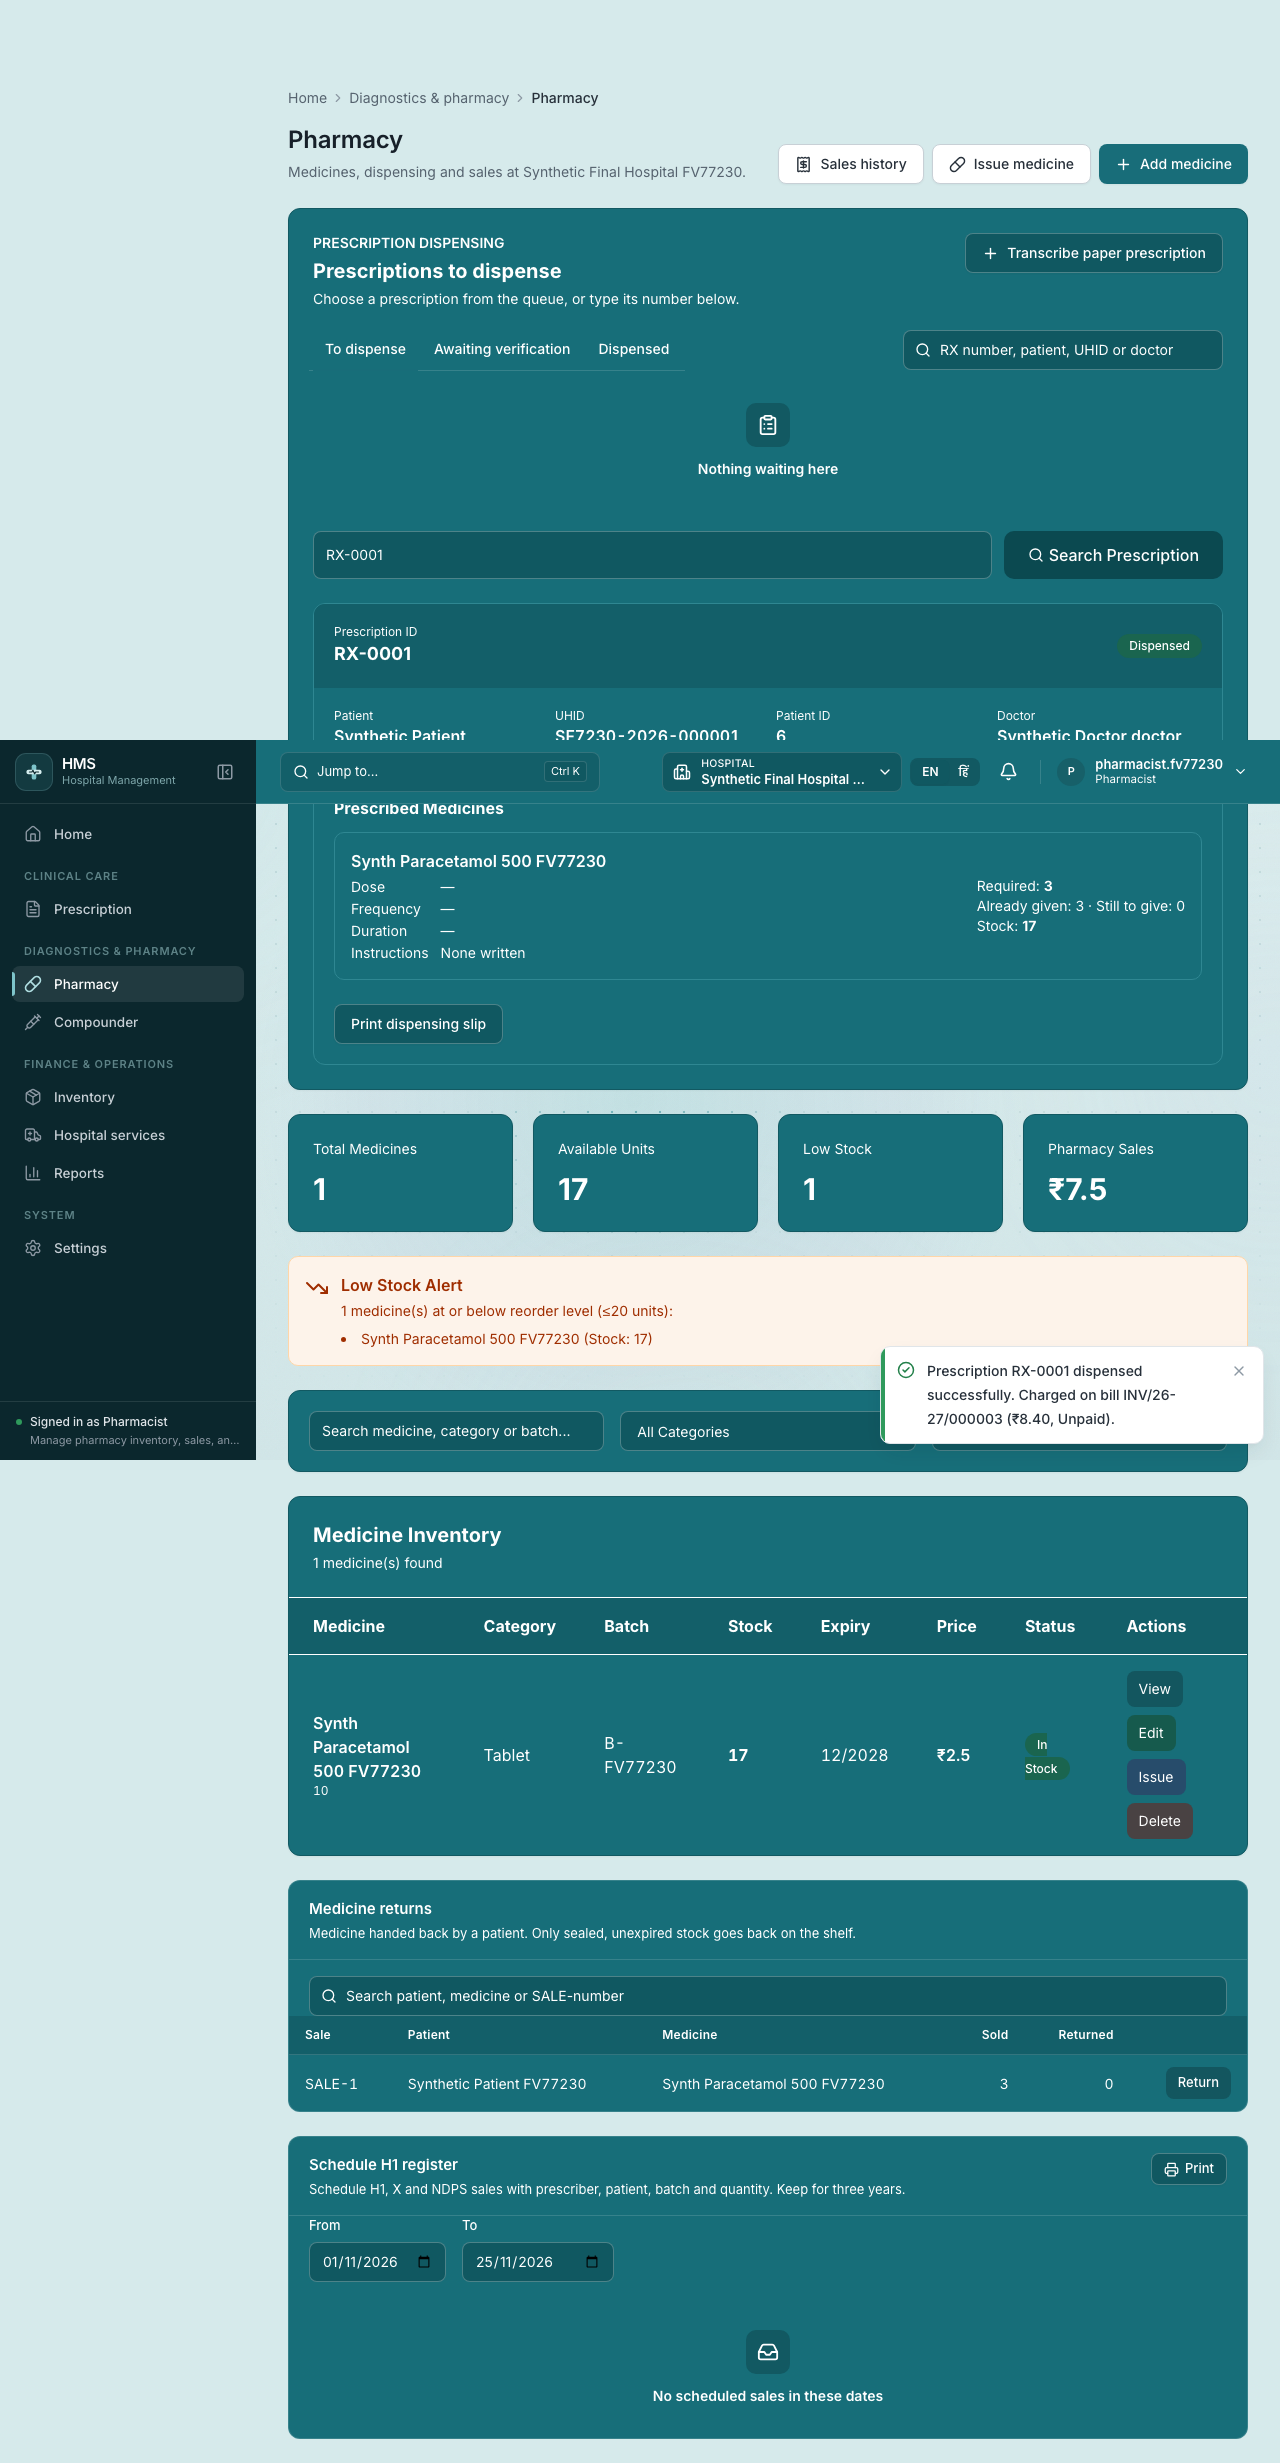 Home > Diagnostics & pharmacy > Pharmacy
Pharmacy
Medicines, dispensing and sales at Synthetic Final Hospital FV77230.
Sales history
Issue medicine
Add medicine
PRESCRIPTION DISPENSING
Prescriptions to dispense
Choose a prescription from the queue, or type its number below.
Transcribe paper prescription
To dispense
Awaiting verification
Dispensed
RX number, patient, UHID or doctor
Nothing waiting here
RX-0001
Search Prescription
Prescription ID
RX-0001
Dispensed
Patient
UHID
Patient ID
Doctor
Synthetic Patient
SF7230-2026-000001
6
Synthetic Doctor doctor
HMS
Hospital Management
Jump to...
Ctrl K
HOSPITAL
Synthetic Final Hospital ...
EN
हिं
P
pharmacist.fv77230
Pharmacist
Home
CLINICAL CARE
Prescription
DIAGNOSTICS & PHARMACY
Pharmacy
Compounder
FINANCE & OPERATIONS
Inventory
Hospital services
Reports
SYSTEM
Settings
Signed in as Pharmacist
Manage pharmacy inventory, sales, an...
Prescribed Medicines
Synth Paracetamol 500 FV77230
Dose —
Frequency —
Duration —
Instructions None written
Required: 3
Already given: 3 · Still to give: 0
Stock: 17
Print dispensing slip
Total Medicines
1
Available Units
17
Low Stock
1
Pharmacy Sales
₹7.5
Low Stock Alert
1 medicine(s) at or below reorder level (≤20 units):
• Synth Paracetamol 500 FV77230 (Stock: 17)
Prescription RX-0001 dispensed
successfully. Charged on bill INV/26-
27/000003 (₹8.40, Unpaid).
Search medicine, category or batch...
All Categories
Medicine Inventory
1 medicine(s) found
Medicine Category Batch Stock Expiry Price Status Actions
Synth
Paracetamol
500 FV77230
10
Tablet
B-
FV77230
17
12/2028
₹2.5
In
Stock
View
Edit
Issue
Delete
Medicine returns
Medicine handed back by a patient. Only sealed, unexpired stock goes back on the shelf.
Search patient, medicine or SALE-number
Sale Patient Medicine Sold Returned
SALE-1 Synthetic Patient FV77230 Synth Paracetamol 500 FV77230 3 0 Return
Schedule H1 register
Schedule H1, X and NDPS sales with prescriber, patient, batch and quantity. Keep for three years.
Print
From
To
01/11/2026
25/11/2026
No scheduled sales in these dates